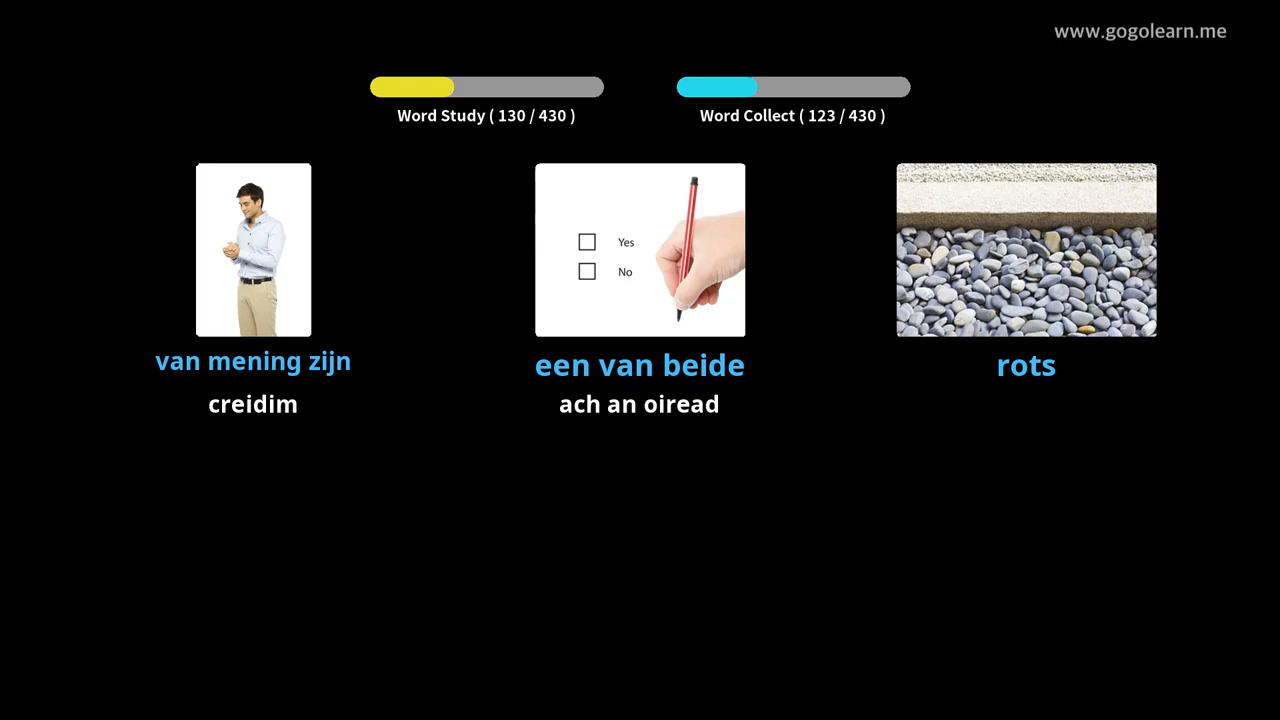 www.gogolearn.me
Word Study ( 130 / 430 )
Word Collect ( 123 / 430 )
Yes
No
van mening zijn
een van beide
rots
creidim
ach an oiread